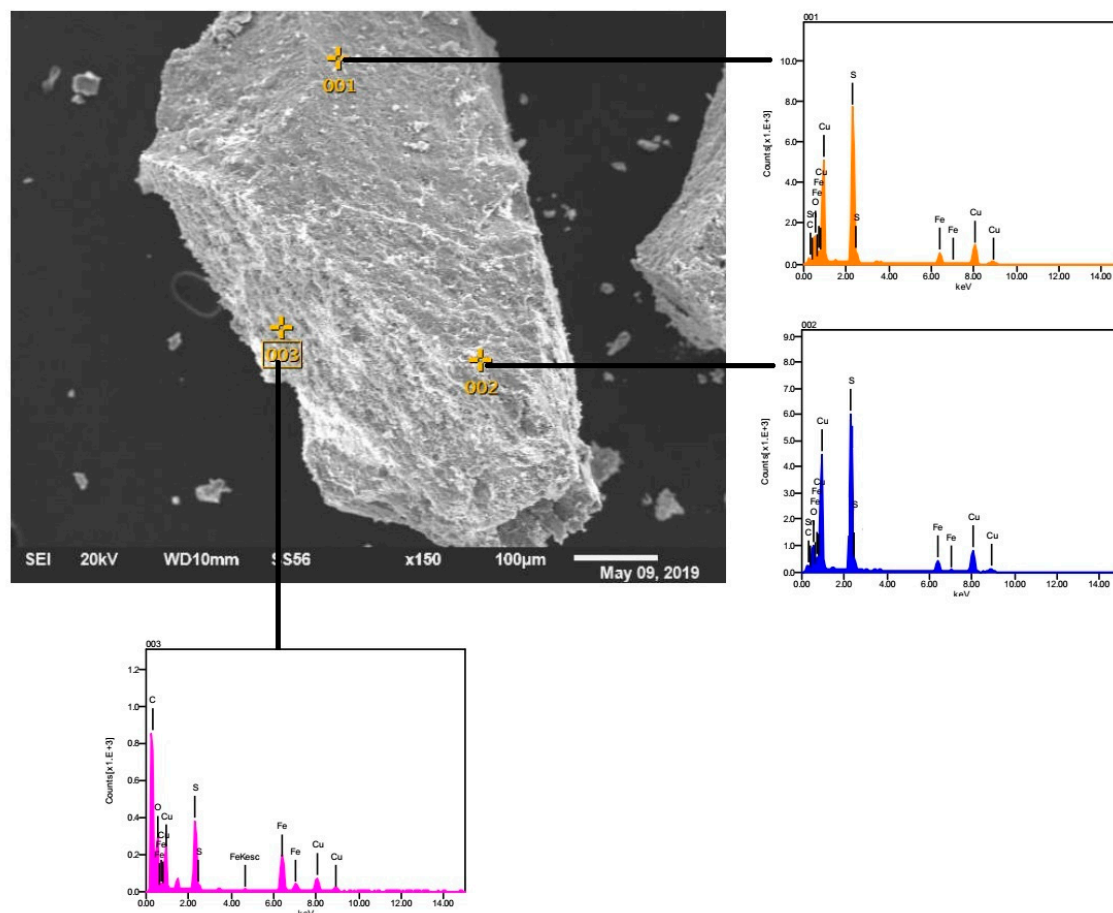 001
002
003
SEI 20kV WD10mm SS56 x150 100µm
May 09, 2019
001
Counts[x1.E+3]
10.0
8.0
6.0
4.0
2.0
0.0
S
Cu
Cu
Fe
Fe
O
S
C
S
Fe
Fe
Cu
Cu
0.00 2.00 4.00 6.00 8.00 10.00 12.00 14.00
keV
002
Counts[x1.E+3]
9.0
8.0
7.0
6.0
5.0
4.0
3.0
2.0
1.0
0.0
S
Cu
Cu
Fe
Fe
O
S
C
S
Fe
Fe
Cu
Cu
0.00 2.00 4.00 6.00 8.00 10.00 12.00 14.00
keV
003
Counts[x1.E+3]
1.2
1.0
0.8
0.6
0.4
0.2
0.0
C
O
Cu
Cu
Fe
Fe
S
S
FeKesc
Fe
Fe
Cu
Cu
0.00 2.00 4.00 6.00 8.00 10.00 12.00 14.00
keV